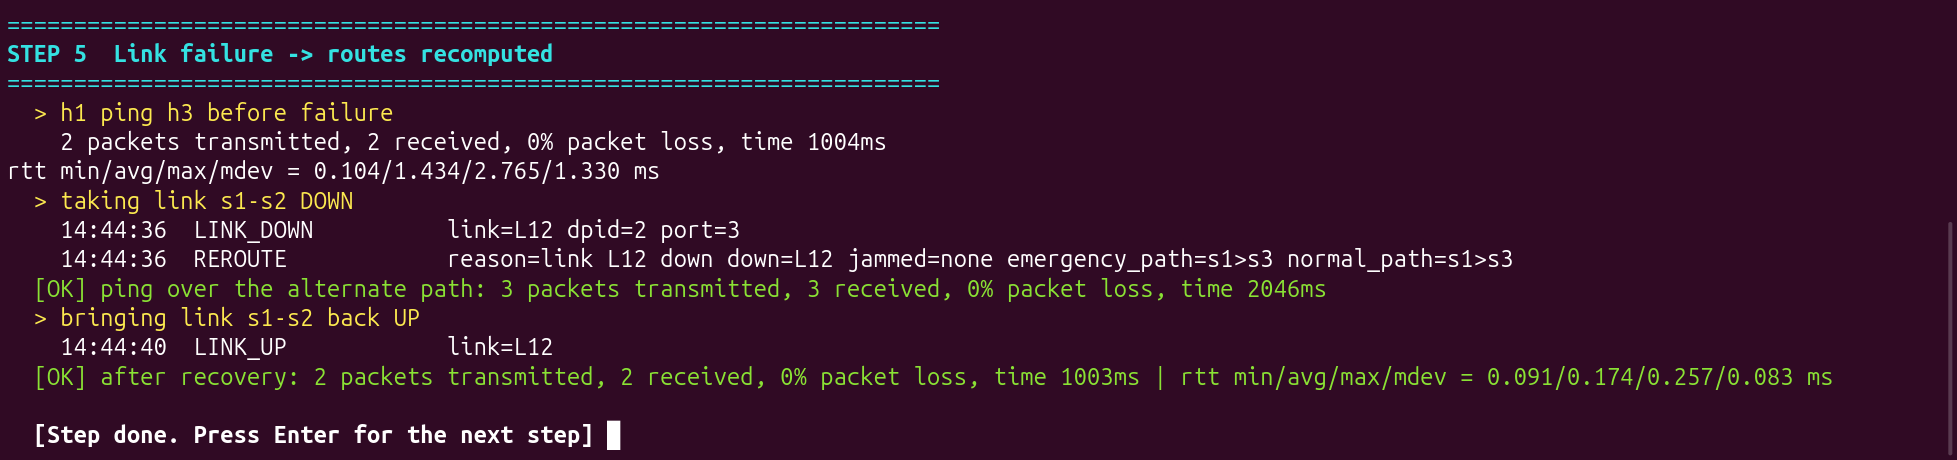 ======================================================================
STEP 5  Link failure -> routes recomputed
======================================================================
  > h1 ping h3 before failure
    2 packets transmitted, 2 received, 0% packet loss, time 1004ms
rtt min/avg/max/mdev = 0.104/1.434/2.765/1.330 ms
  > taking link s1-s2 DOWN
    14:44:36  LINK_DOWN          link=L12 dpid=2 port=3
    14:44:36  REROUTE            reason=link L12 down down=L12 jammed=none emergency_path=s1>s3 normal_path=s1>s3
  [OK] ping over the alternate path: 3 packets transmitted, 3 received, 0% packet loss, time 2046ms
  > bringing link s1-s2 back UP
    14:44:40  LINK_UP            link=L12
  [OK] after recovery: 2 packets transmitted, 2 received, 0% packet loss, time 1003ms | rtt min/avg/max/mdev = 0.091/0.174/0.257/0.083 ms
  [Step done. Press Enter for the next step]